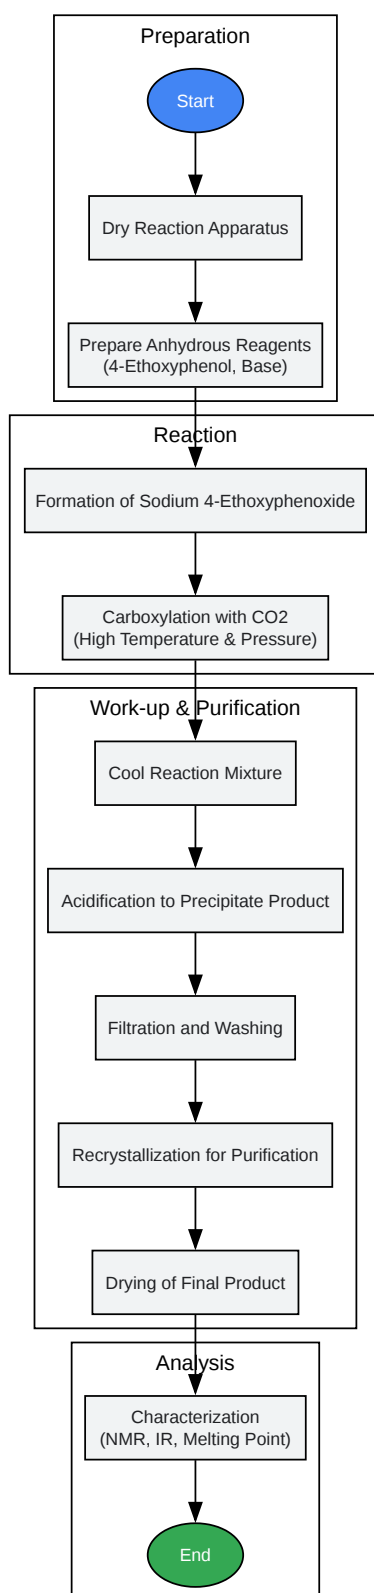 Preparation
Start
Dry Reaction Apparatus
Prepare Anhydrous Reagents
(4-Ethoxyphenol, Base)
Reaction
Formation of Sodium 4-Ethoxyphenoxide
Carboxylation with CO2
(High Temperature & Pressure)
Work-up & Purification
Cool Reaction Mixture
Acidification to Precipitate Product
Filtration and Washing
Recrystallization for Purification
Drying of Final Product
Analysis
Characterization
(NMR, IR, Melting Point)
End